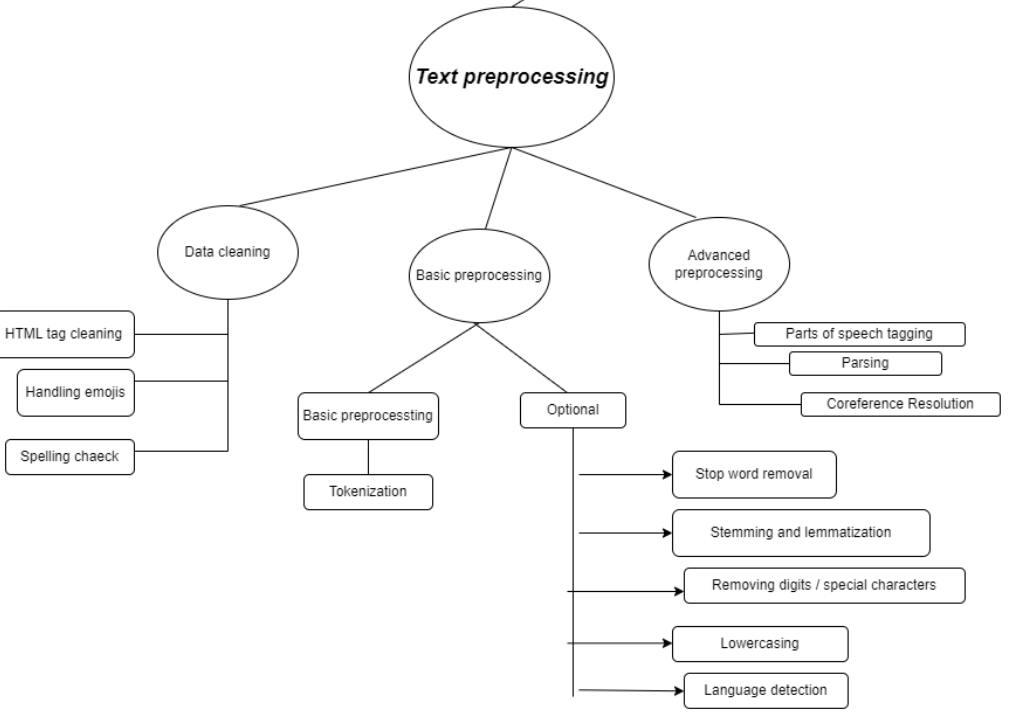 Text preprocessing
Data cleaning
Basic preprocessing
Advanced
preprocessing
HTML tag cleaning
Handling emojis
Spelling chaeck
Basic preprocessting
Tokenization
Optional
Stop word removal
Stemming and lemmatization
Removing digits / special characters
Lowercasing
Language detection
Parts of speech tagging
Parsing
Coreference Resolution